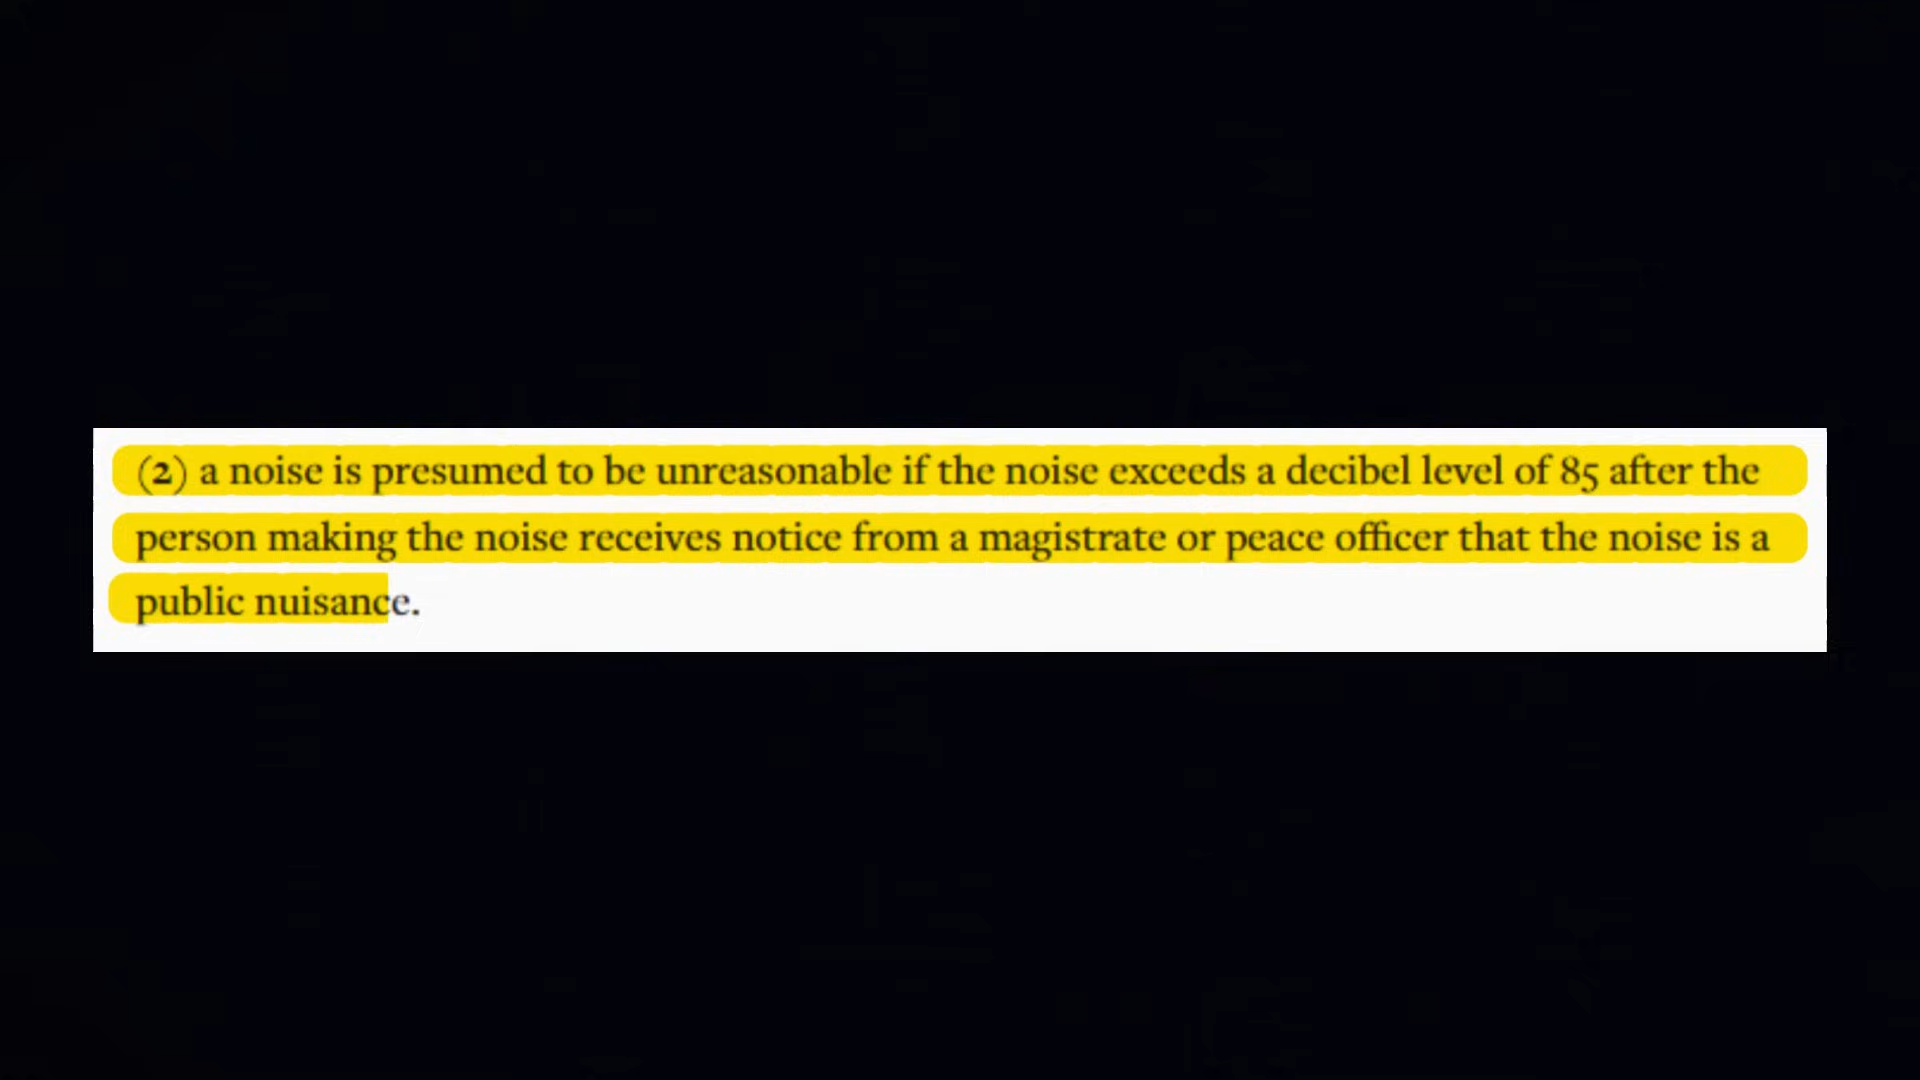 (2) a noise is presumed to be unreasonable if the noise exceeds a decibel level of 85 after the
person making the noise receives notice from a magistrate or peace officer that the noise is a
public nuisance.